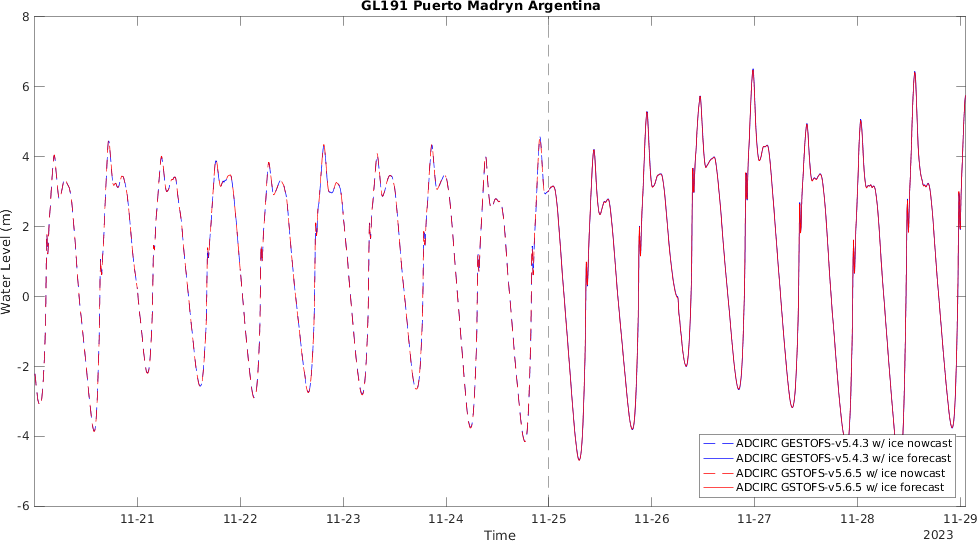 GL191 Puerto Madryn Argentina
8
6
4
2
0
-2
-4
-6
Water Level (m)
ADCIRC GESTOFS-v5.4.3 w/ ice nowcast
ADCIRC GESTOFS-v5.4.3 w/ ice forecast
ADCIRC GSTOFS-v5.6.5 w/ ice nowcast
ADCIRC GSTOFS-v5.6.5 w/ ice forecast
11-21 11-22 11-23 11-24 11-25 11-26 11-27 11-28 11-29
Time
2023